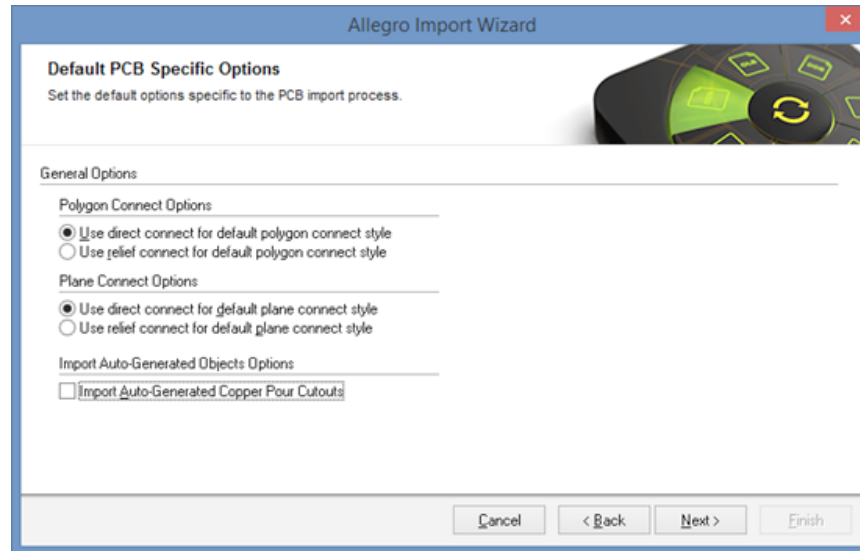 Allegro Import Wizard
Default PCB Specific Options
Set the default options specific to the PCB import process.
General Options
Polygon Connect Options
Use direct connect for default polygon connect style
Use relief connect for default polygon connect style
Plane Connect Options
Use direct connect for default plane connect style
Use relief connect for default plane connect style
Import Auto-Generated Objects Options
Import Auto-Generated Copper Pour Cutouts
Cancel
< Back
Next >
Finish